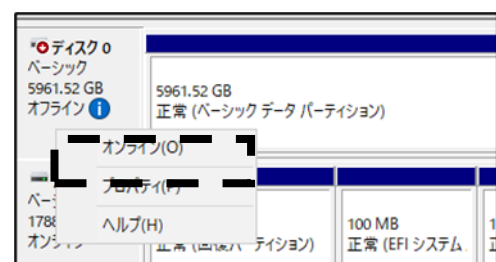 ディスク 0
ベーシック
5961.52 GB
オフライン
5961.52 GB
正常 (ベーシック データ パーティション)
オンライン(O)
プロパティ(P)
ヘルプ(H)
100 MB
正常 (EFI システム